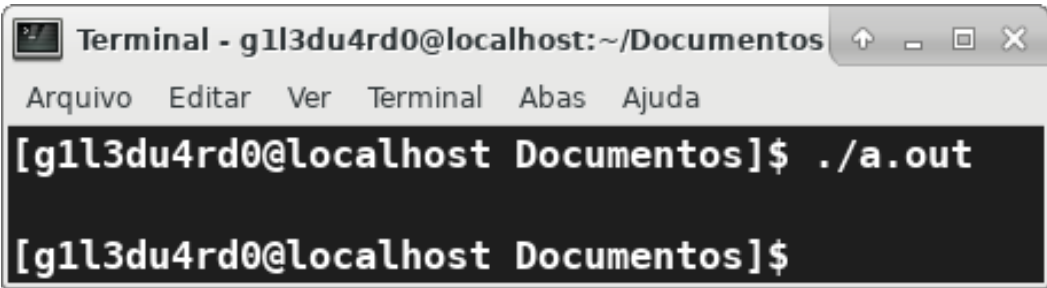 Terminal - g1l3du4rd0@localhost:~/Documentos
Arquivo Editar Ver Terminal Abas Ajuda
[g1l3du4rd0@localhost Documentos]$ ./a.out
[g1l3du4rd0@localhost Documentos]$